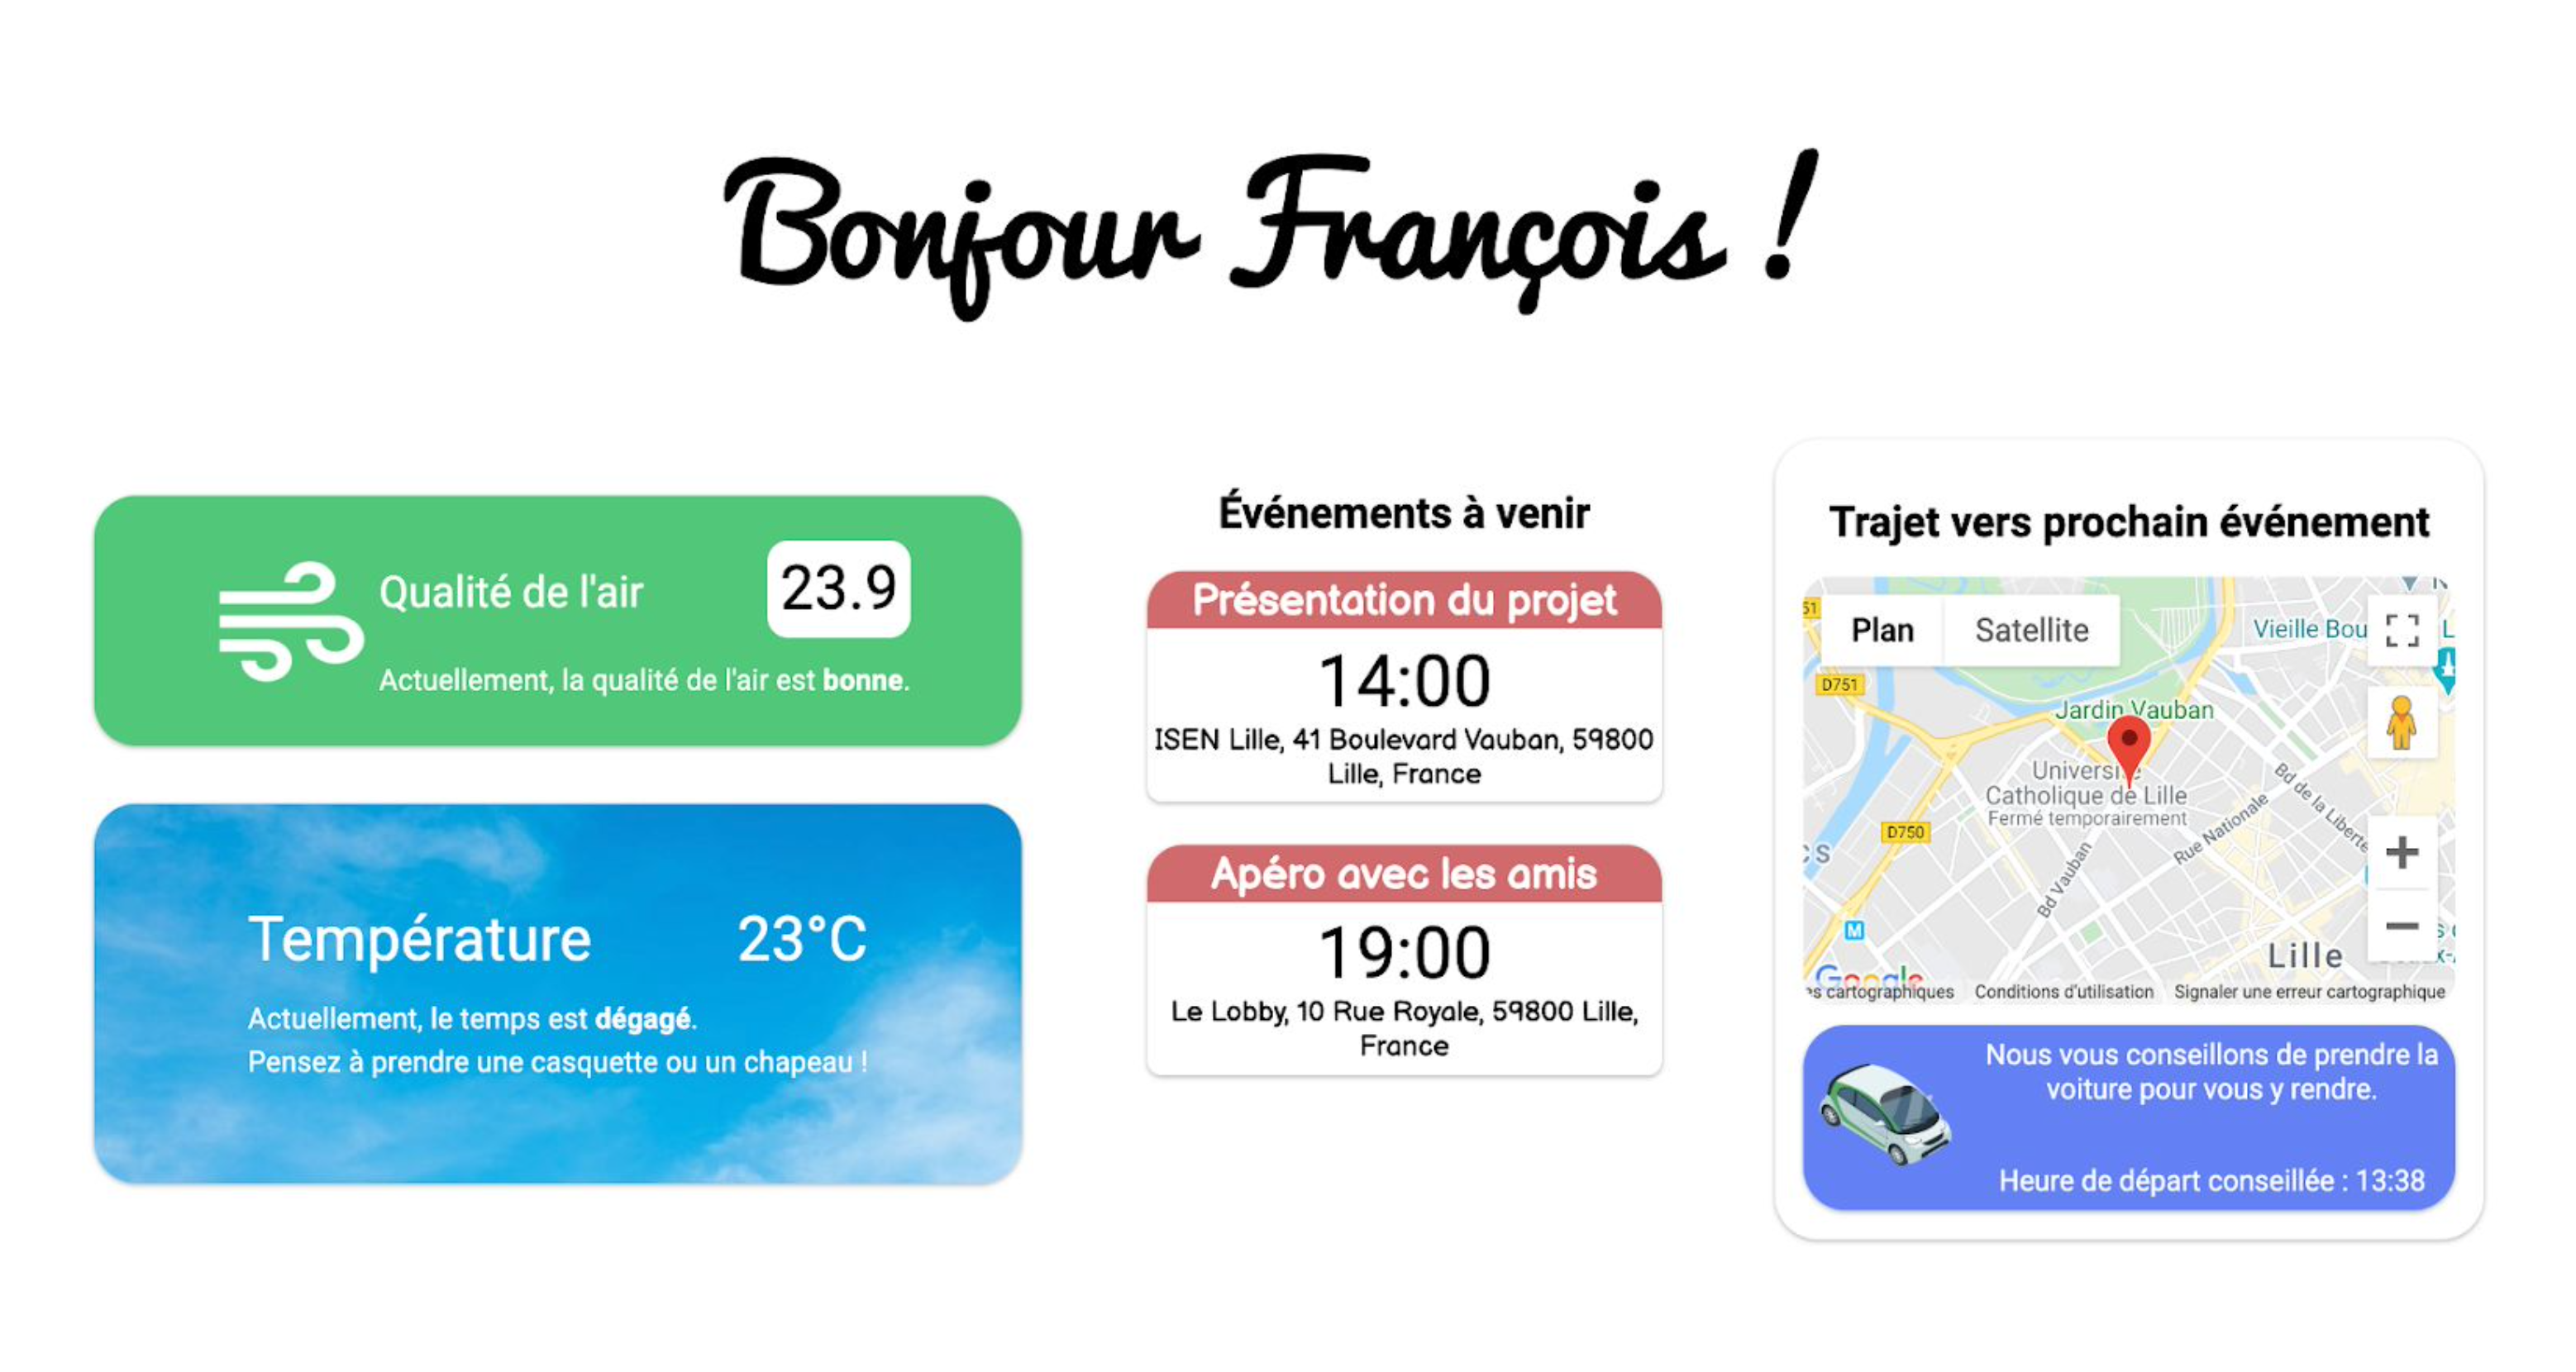 Bonjour François !
Qualité de l'air
23.9
Actuellement, la qualité de l'air est bonne.
Température
23°C
Actuellement, le temps est dégagé.
Pensez à prendre une casquette ou un chapeau !
Événements à venir
Présentation du projet
14:00
ISEN Lille, 41 Boulevard Vauban, 59800
Lille, France
Apéro avec les amis
19:00
Le Lobby, 10 Rue Royale, 59800 Lille,
France
Trajet vers prochain événement
Plan
Satellite
Vieille Bou
51
D751
Jardin Vauban
Catholique de Lille
Fermé temporairement
D750
Bd Vauban
Rue Nationale
Bd de la Liberté
M
Lille
Google
cartographiques
Conditions d'utilisation
Signaler une erreur cartographique
Nous vous conseillons de prendre la
voiture pour vous y rendre.
Heure de départ conseillée : 13:38